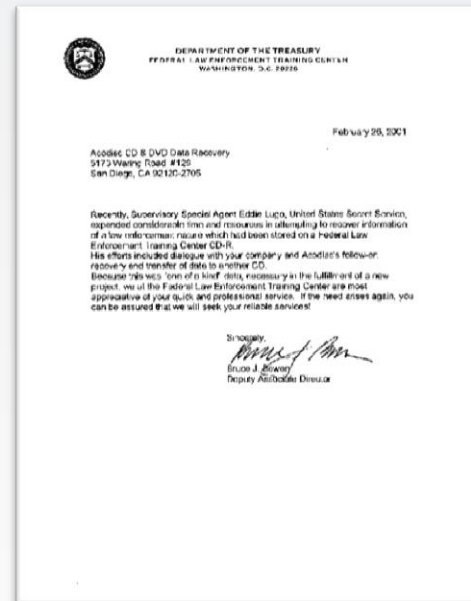 DEPARTMENT OF THE TREASURY
FEDERAL LAW ENFORCEMENT TRAINING CENTER
WASHINGTON, D.C. 20226
February 26, 2001
Acodisc CD & DVD Data Recovery
5173 Waring Road #129
San Diego, CA 92120-2705
Recently, Supervisory Special Agent Eddie Lugo, United States Secret Service,
expended considerable time and resources in attempting to recover information
of a law enforcement nature which had been stored on a Federal Law
Enforcement Training Center CD-R.
His efforts included dialogue with your company and Acodisc's follow-on
recovery and transfer of data to another CD.
Because this was "one of a kind" data, necessary in the fulfillment of a new
project, we at the Federal Law Enforcement Training Center are most
appreciative of your quick and professional service. If the need arises again, you
can be assured that we will seek your reliable services!
Sincerely,
Bruce J.
Deputy Associate Director